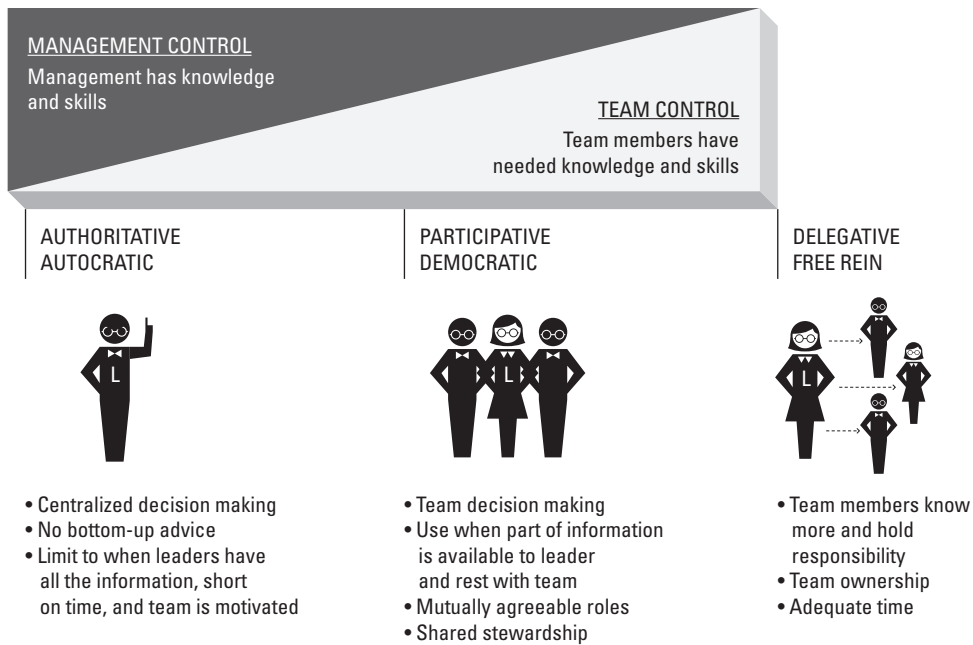 MANAGEMENT CONTROL
Management has knowledge
and skills
TEAM CONTROL
Team members have
needed knowledge and skills
AUTHORITATIVE
AUTOCRATIC
PARTICIPATIVE
DEMOCRATIC
DELEGATIVE
FREE REIN
L
L
L
• Centralized decision making
• No bottom-up advice
• Limit to when leaders have
all the information, short
on time, and team is motivated
• Team decision making
• Use when part of information
is available to leader
and rest with team
• Mutually agreeable roles
• Shared stewardship
• Team members know
more and hold
responsibility
• Team ownership
• Adequate time